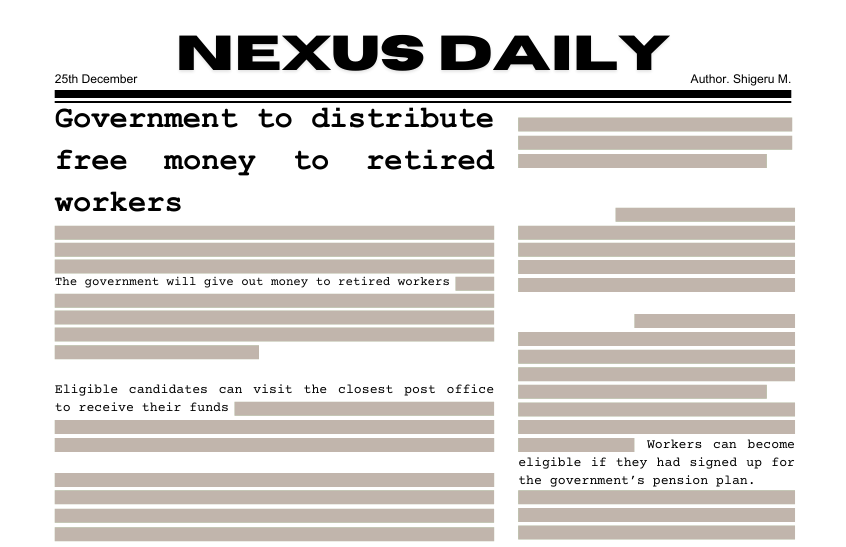 NEXUS DAILY
25th December
Author. Shigeru M.
Government to distribute
free money to retired
workers
The government will give out money to retired workers
Eligible candidates can visit the closest post office
to receive their funds
Workers can become
eligible if they had signed up for
the government’s pension plan.